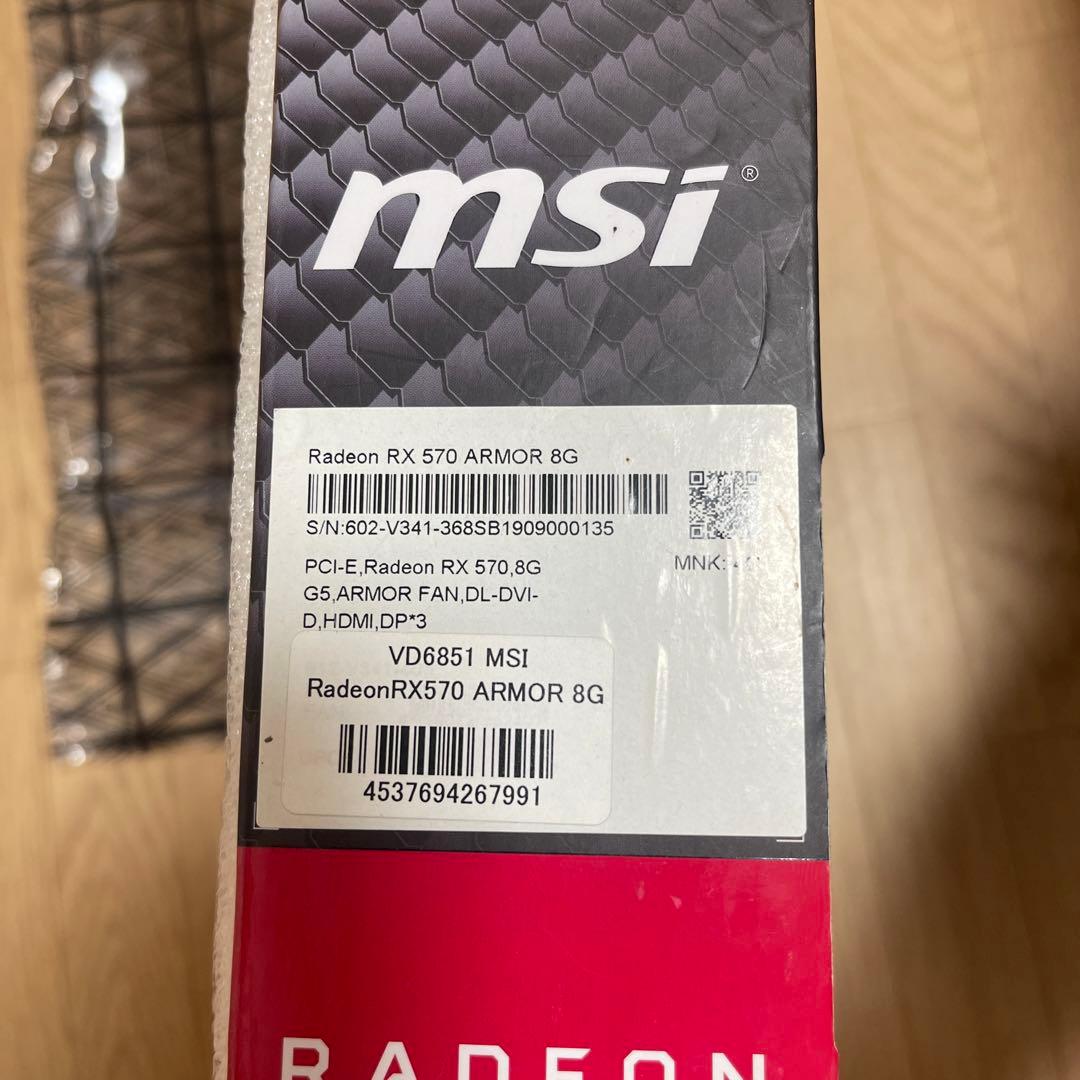 msi®
Radeon RX 570 ARMOR 8G
S/N:602-V341-368SB1909000135
PCI-E,Radeon RX 570,8G
G5,ARMOR FAN,DL-DVI-
D,HDMI,DP*3
MNK:
VD6851 MSI
RadeonRX570 ARMOR 8G
4537694267991
RADEON